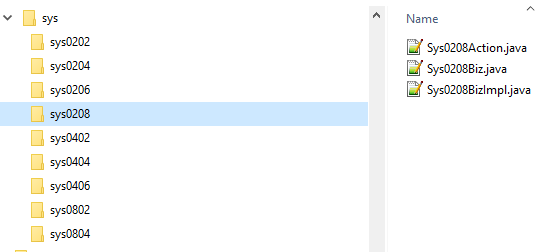 sys
sys0202
sys0204
sys0206
sys0208
sys0402
sys0404
sys0406
sys0802
sys0804
Name
Sys0208Action.java
Sys0208Biz.java
Sys0208BizImpl.java